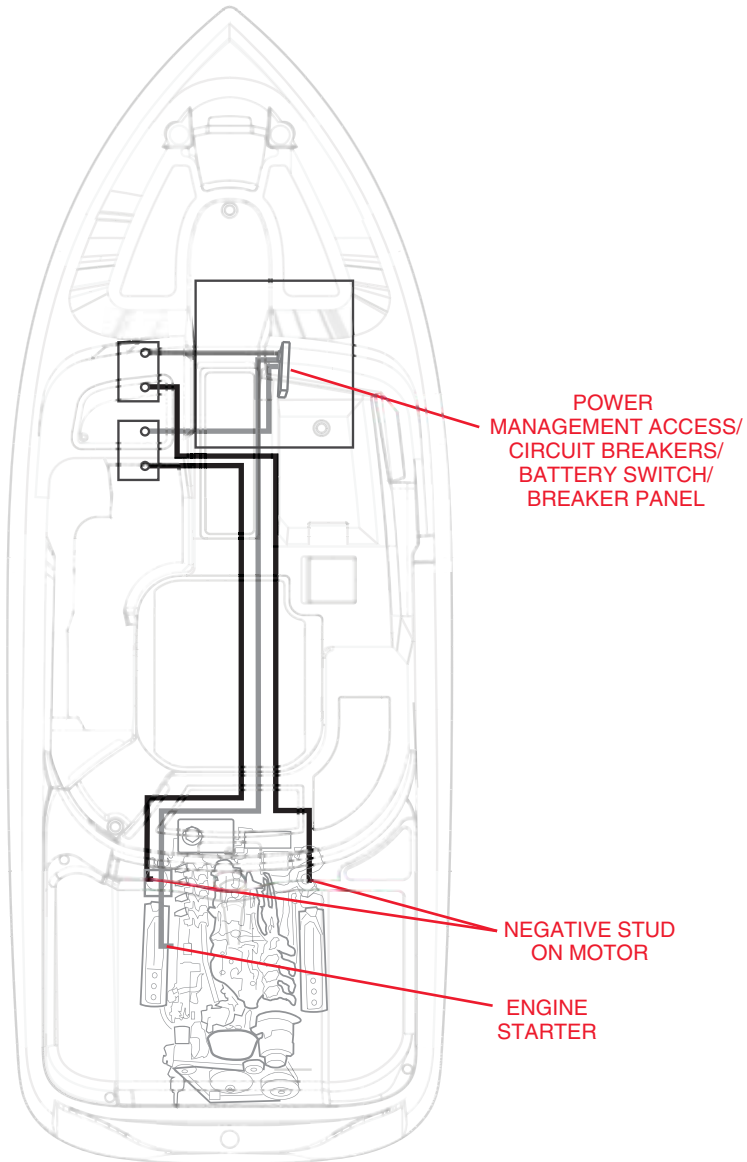 POWER
MANAGEMENT ACCESS/
CIRCUIT BREAKERS/
BATTERY SWITCH/
BREAKER PANEL
NEGATIVE STUD
ON MOTOR
ENGINE
STARTER